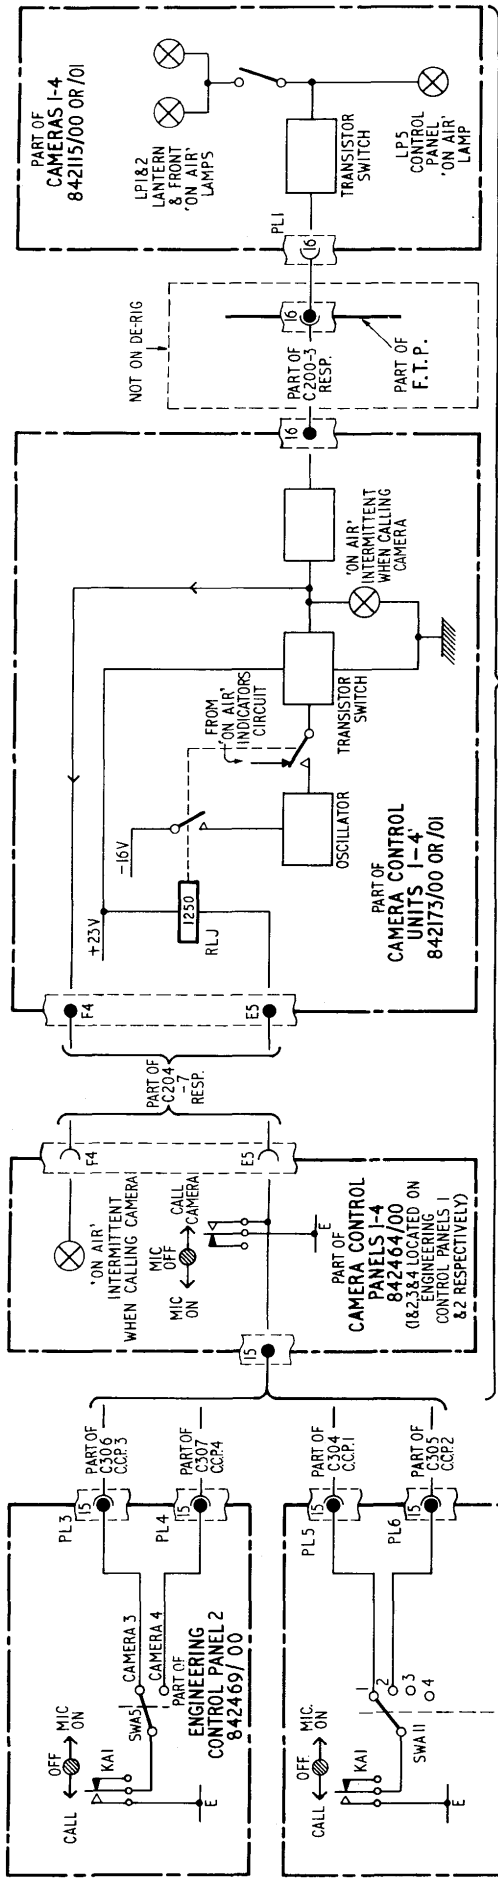 PART OF
CAMERAS 1-4
842115/00 OR /01
LP1&2
LANTERN
& FRONT
'ON AIR'
LAMPS
TRANSISTOR
SWITCH
LP5
CONTROL
PANEL
'ON AIR'
LAMP
PL1
16
NOT ON DE-RIG
16
PART OF
C200-3
RESP.
PART OF
F.T.P.
16
'ON AIR'
INTERMITTENT
WHEN CALLING
CAMERA
FROM
'ON AIR'
INDICATORS
CIRCUIT
TRANSISTOR
SWITCH
OSCILLATOR
-16V
+23V
1250
RLJ
PART OF
CAMERA CONTROL
UNITS 1-4'
842173/00 OR /01
F4
E5
PART OF
C204
-7
RESP.
F4
E5
'ON AIR'
INTERMITTENT
WHEN CALLING CAMERA
MIC
ON
MIC
OFF
CALL
CAMERA
E
PART OF
CAMERA CONTROL
PANELS 1-4
842464/00
(1&2,3&4 LOCATED ON
ENGINEERING
CONTROL PANELS 1
& 2 RESPECTIVELY)
15
PART OF
C306
C.C.P.3
PART OF
C307
C.C.P.4
PART OF
C304
C.C.P.1
PART OF
C305
C.C.P.2
PL3
15
PL4
15
PL5
15
PL6
15
CALL
OFF
MIC
ON
KA1
E
SWA5
CAMERA 3
CAMERA 4
PART OF
ENGINEERING
CONTROL PANEL 2
842469/00
CALL
OFF
MIC.
ON
KA1
E
SWA11
1
2
3
4